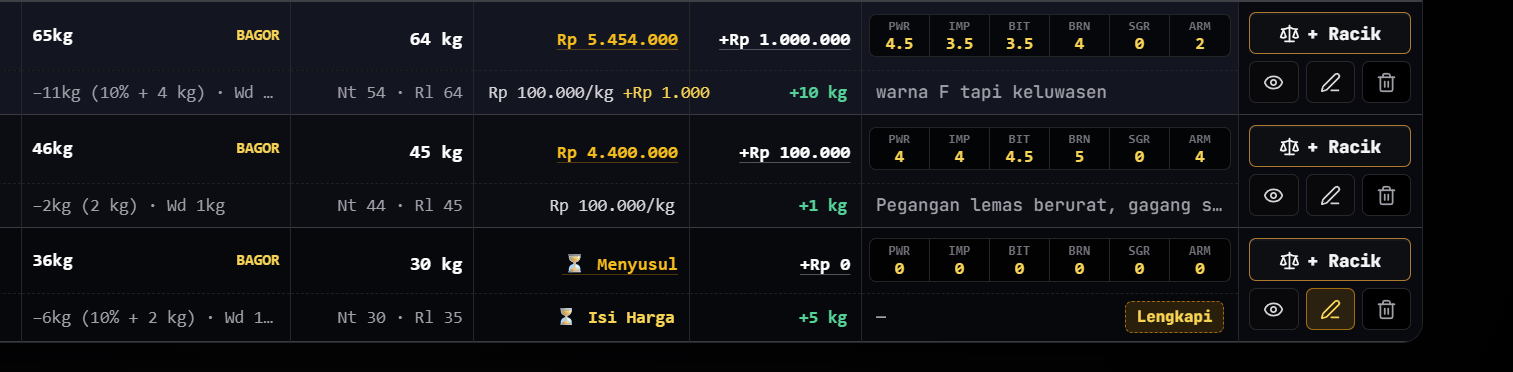 65kg BAGOR 64 kg Rp 5.454.000 +Rp 1.000.000 PWR 4.5 IMP 3.5 BIT 3.5 BRN 4 SGR 0 ARM 2 + Racik
−11kg (10% + 4 kg) · Wd … Nt 54 · Rl 64 Rp 100.000/kg +Rp 1.000 +10 kg warna F tapi keluwasen
46kg BAGOR 45 kg Rp 4.400.000 +Rp 100.000 PWR 4 IMP 4 BIT 4.5 BRN 5 SGR 0 ARM 4 + Racik
−2kg (2 kg) · Wd 1kg Nt 44 · Rl 45 Rp 100.000/kg +1 kg Pegangan lemas berurat, gagang s…
36kg BAGOR 30 kg ⏳ Menyusul +Rp 0 PWR 0 IMP 0 BIT 0 BRN 0 SGR 0 ARM 0 + Racik
−6kg (10% + 2 kg) · Wd 1… Nt 30 · Rl 35 ⏳ Isi Harga +5 kg — Lengkapi